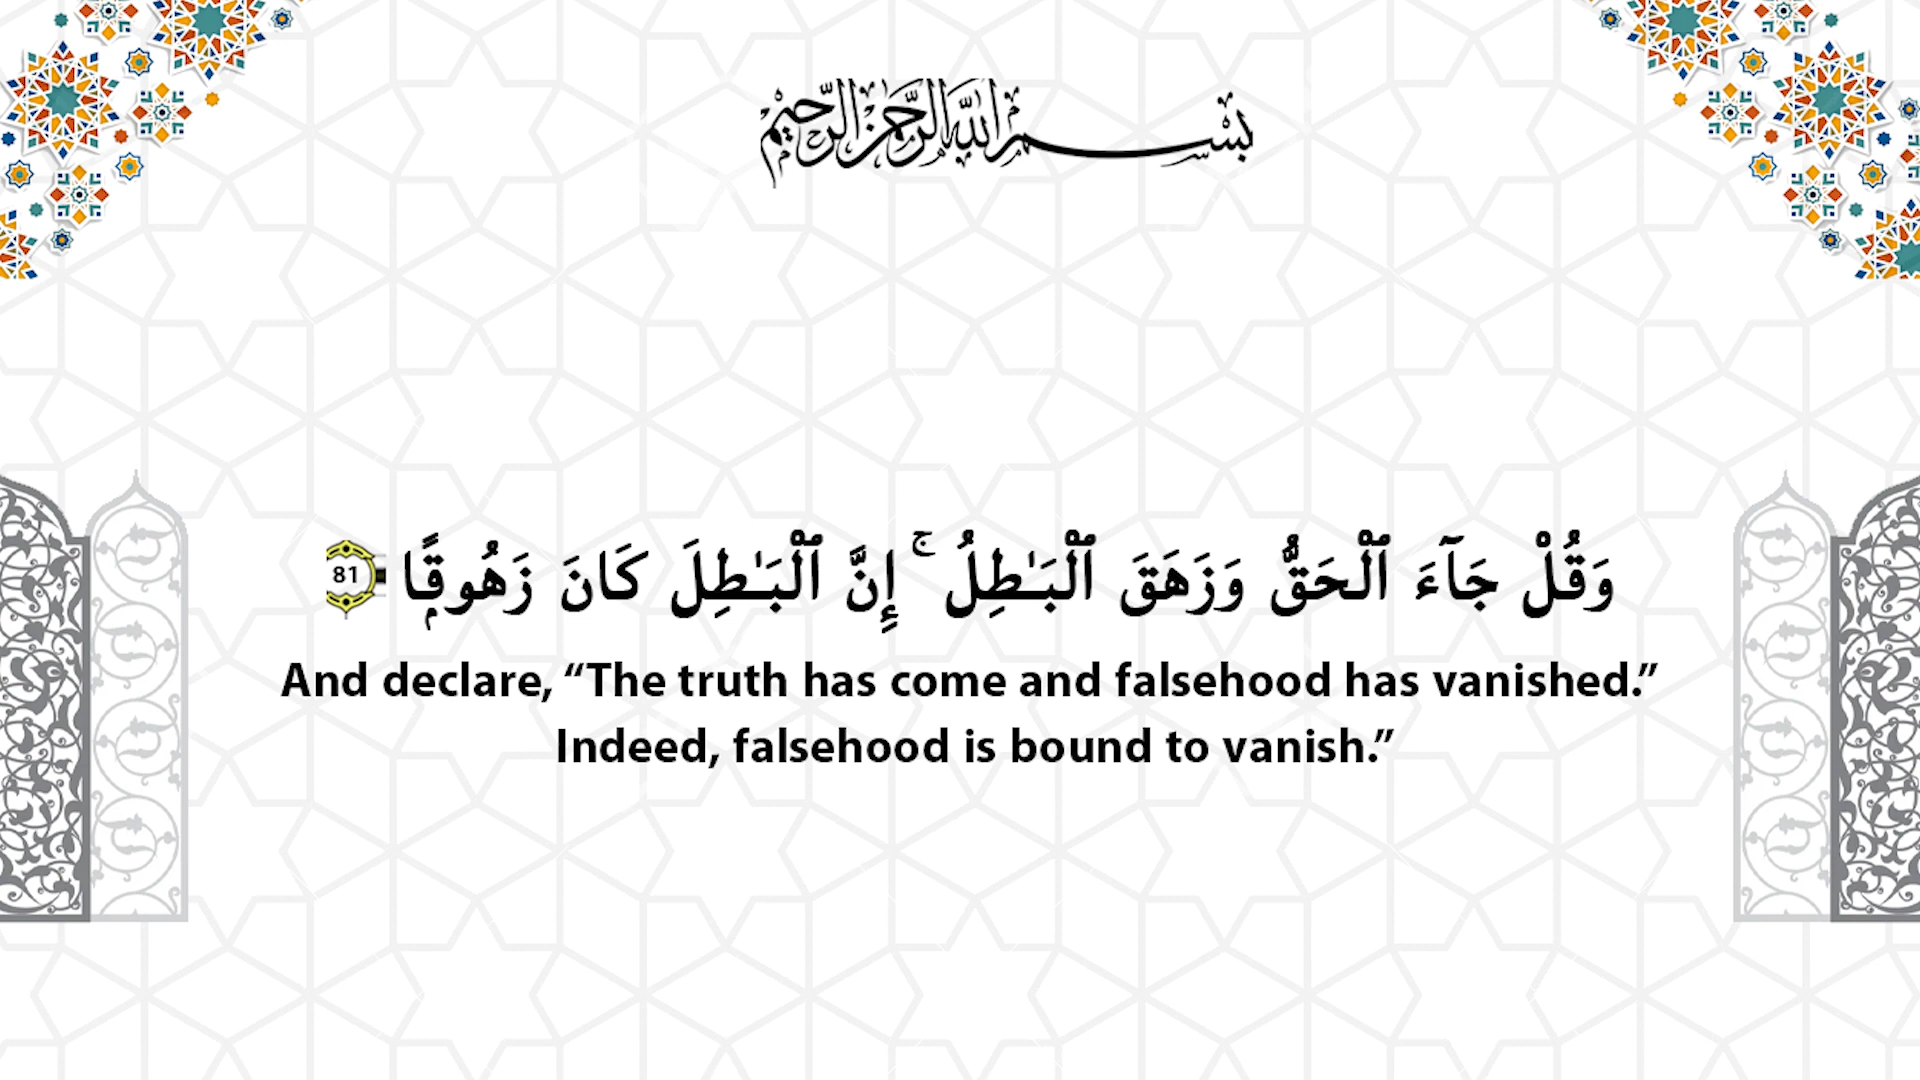 بسم الله الرحمن الرحيم
وَقُلْ جَآءَ ٱلْحَقُّ وَزَهَقَ ٱلْبَـٰطِلُ ۚ إِنَّ ٱلْبَـٰطِلَ كَانَ زَهُوقًۭا 81
And declare, “The truth has come and falsehood has vanished.”
Indeed, falsehood is bound to vanish.”